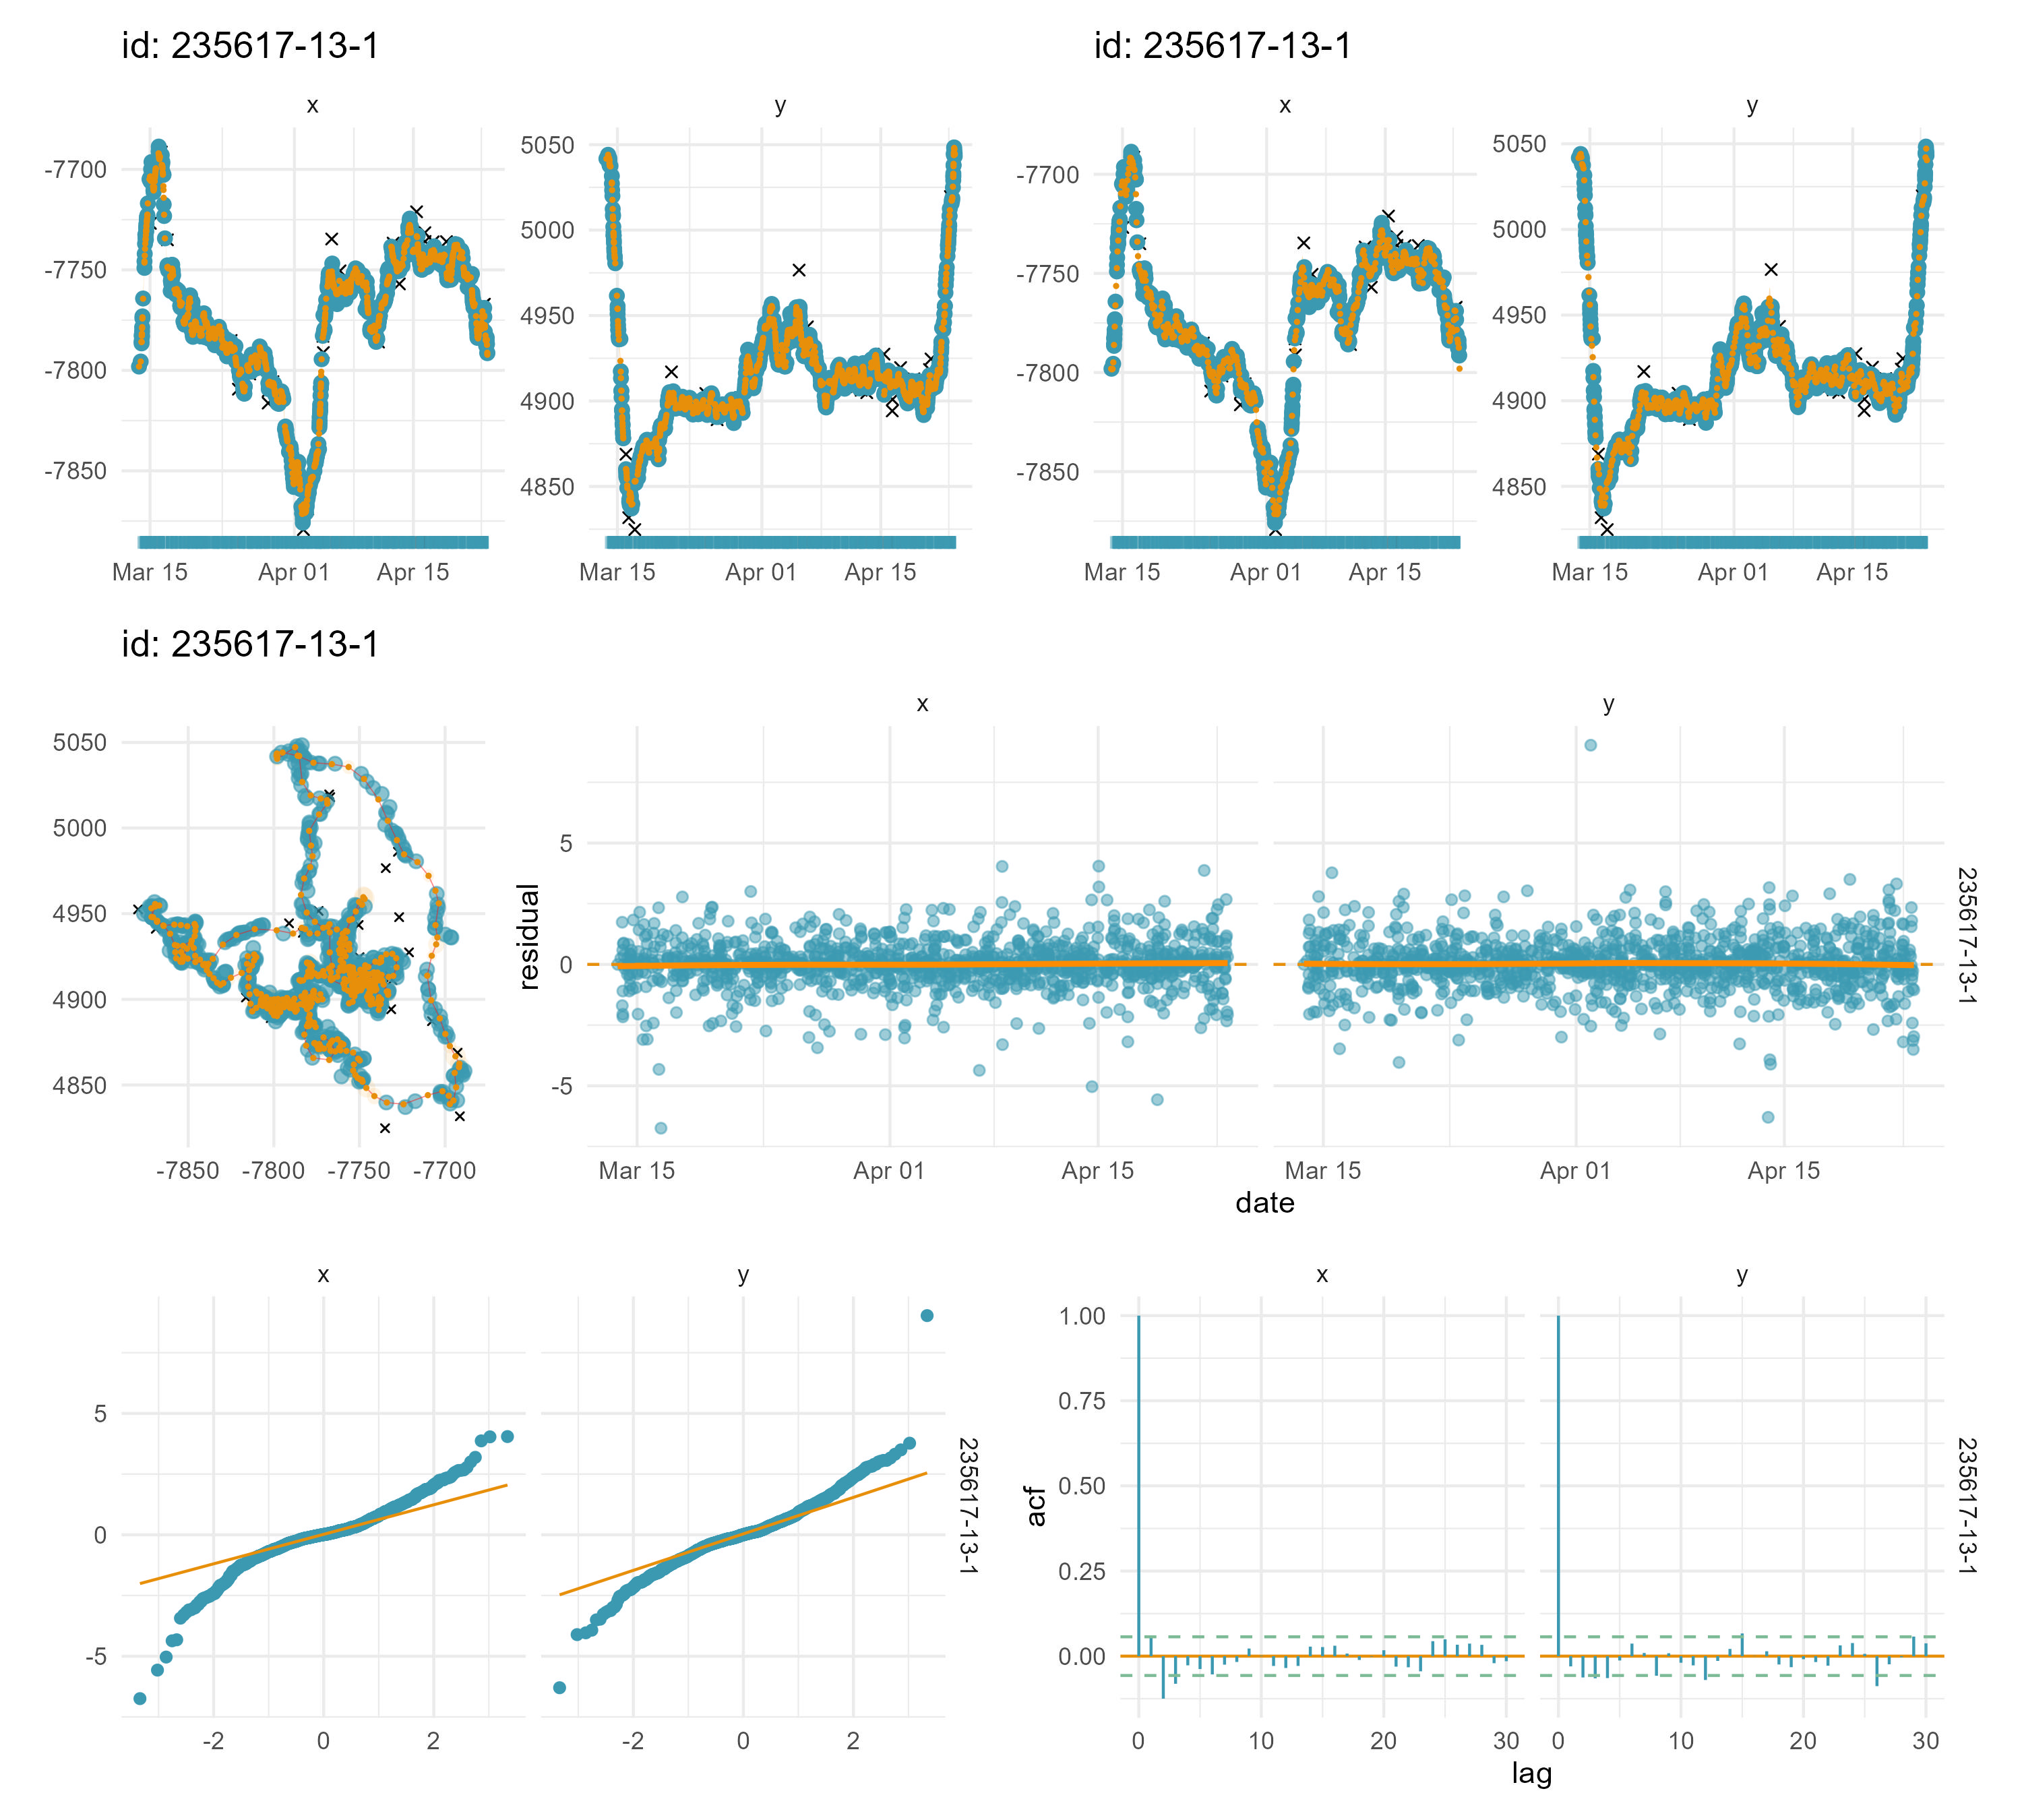 id: 235617-13-1
id: 235617-13-1
x
y
x
y
-7700
-7750
-7800
-7850
5050
5000
4950
4900
4850
-7700
-7750
-7800
-7850
5050
5000
4950
4900
4850
Mar 15 Apr 01 Apr 15
Mar 15 Apr 01 Apr 15
Mar 15 Apr 01 Apr 15
Mar 15 Apr 01 Apr 15
id: 235617-13-1
5050
5000
4950
4900
4850
-7850 -7800 -7750 -7700
x
y
residual
5
0
-5
235617-13-1
Mar 15 Apr 01 Apr 15
Mar 15 Apr 01 Apr 15
date
x
y
5
0
-5
235617-13-1
-2 0 2
-2 0 2
x
y
acf
1.00
0.75
0.50
0.25
0.00
235617-13-1
0 10 20 30
0 10 20 30
lag